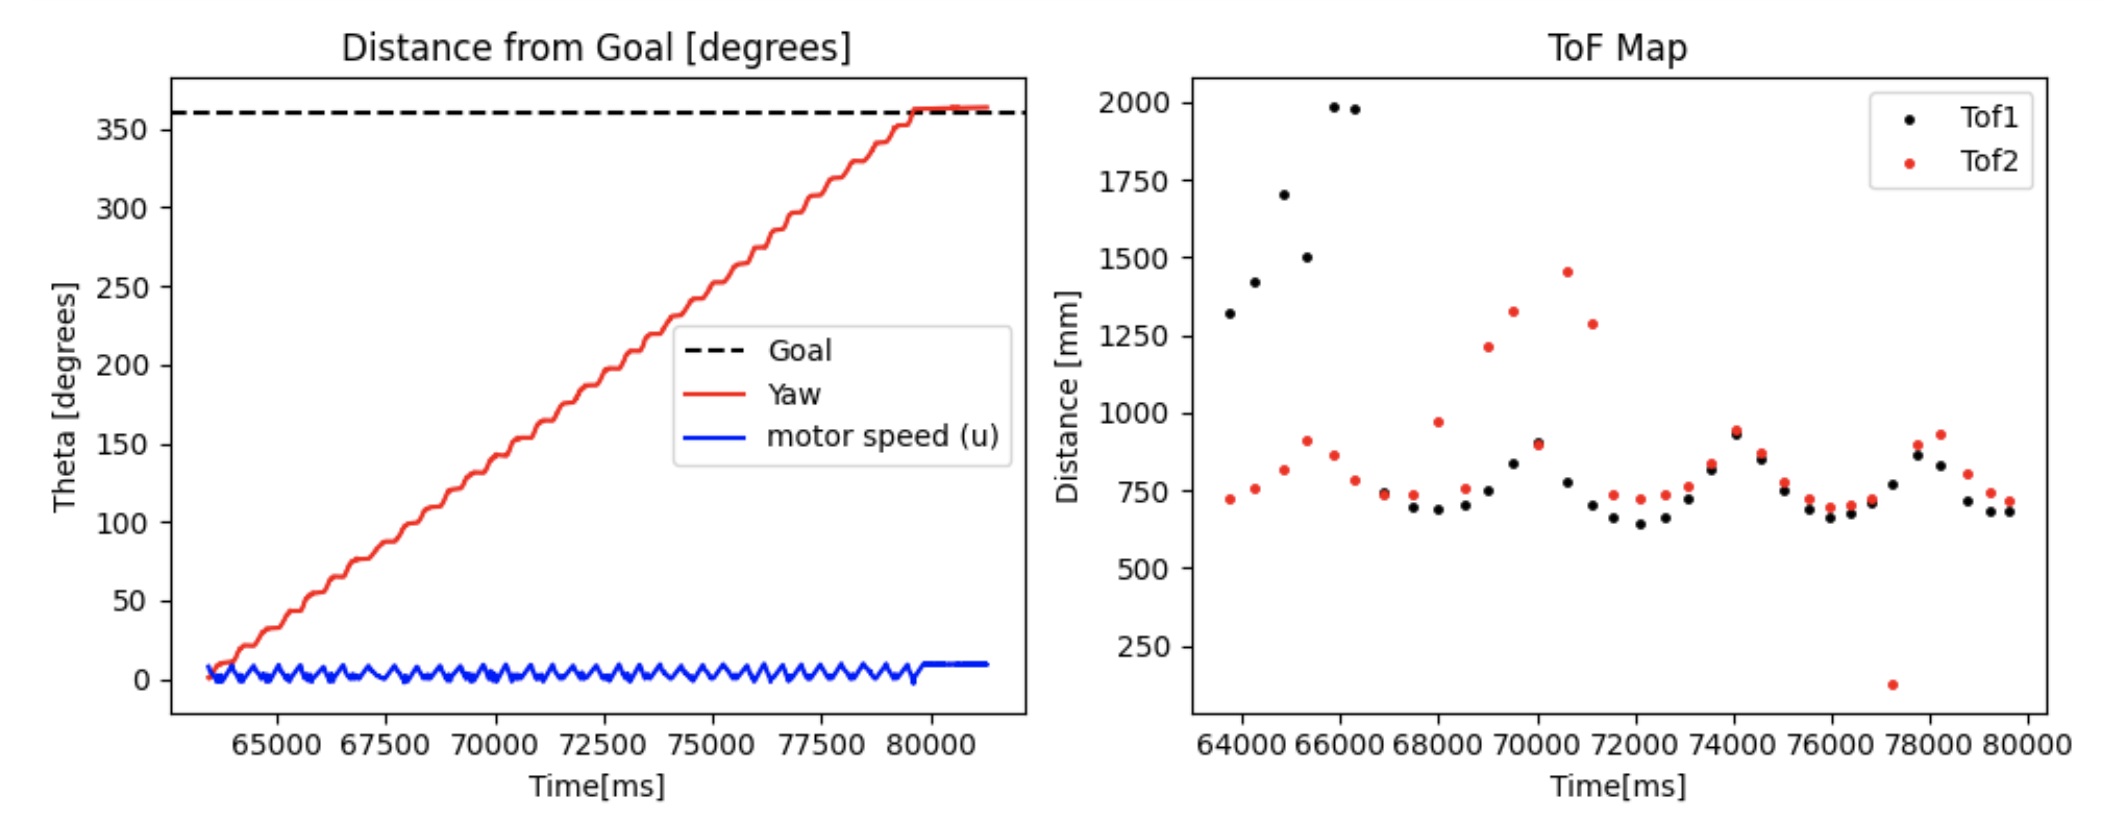 Distance from Goal [degrees]
Theta [degrees]
350
300
250
200
150
100
50
0
Goal
Yaw
motor speed (u)
65000 67500 70000 72500 75000 77500 80000
Time[ms]
ToF Map
Distance [mm]
2000
1750
1500
1250
1000
750
500
250
Tof1
Tof2
64000 66000 68000 70000 72000 74000 76000 78000 80000
Time[ms]